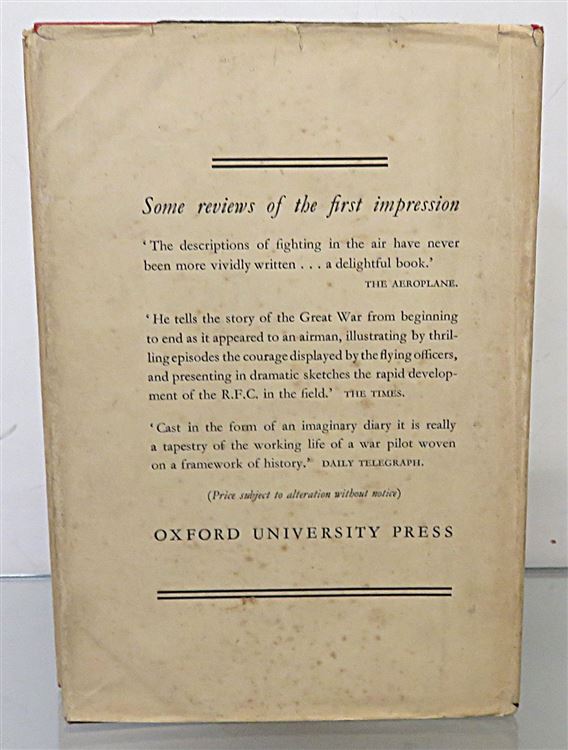 Some reviews of the first impression
‘The descriptions of fighting in the air have never
been more vividly written . . . a delightful book.’
THE AEROPLANE.
‘He tells the story of the Great War from beginning
to end as it appeared to an airman, illustrating by thril-
ling episodes the courage displayed by the flying officers,
and presenting in dramatic sketches the rapid develop-
ment of the R.F.C. in the field.’ THE TIMES.
‘Cast in the form of an imaginary diary it is really
a tapestry of the working life of a war pilot woven
on a framework of history.’ DAILY TELEGRAPH.
(Price subject to alteration without notice)
OXFORD UNIVERSITY PRESS